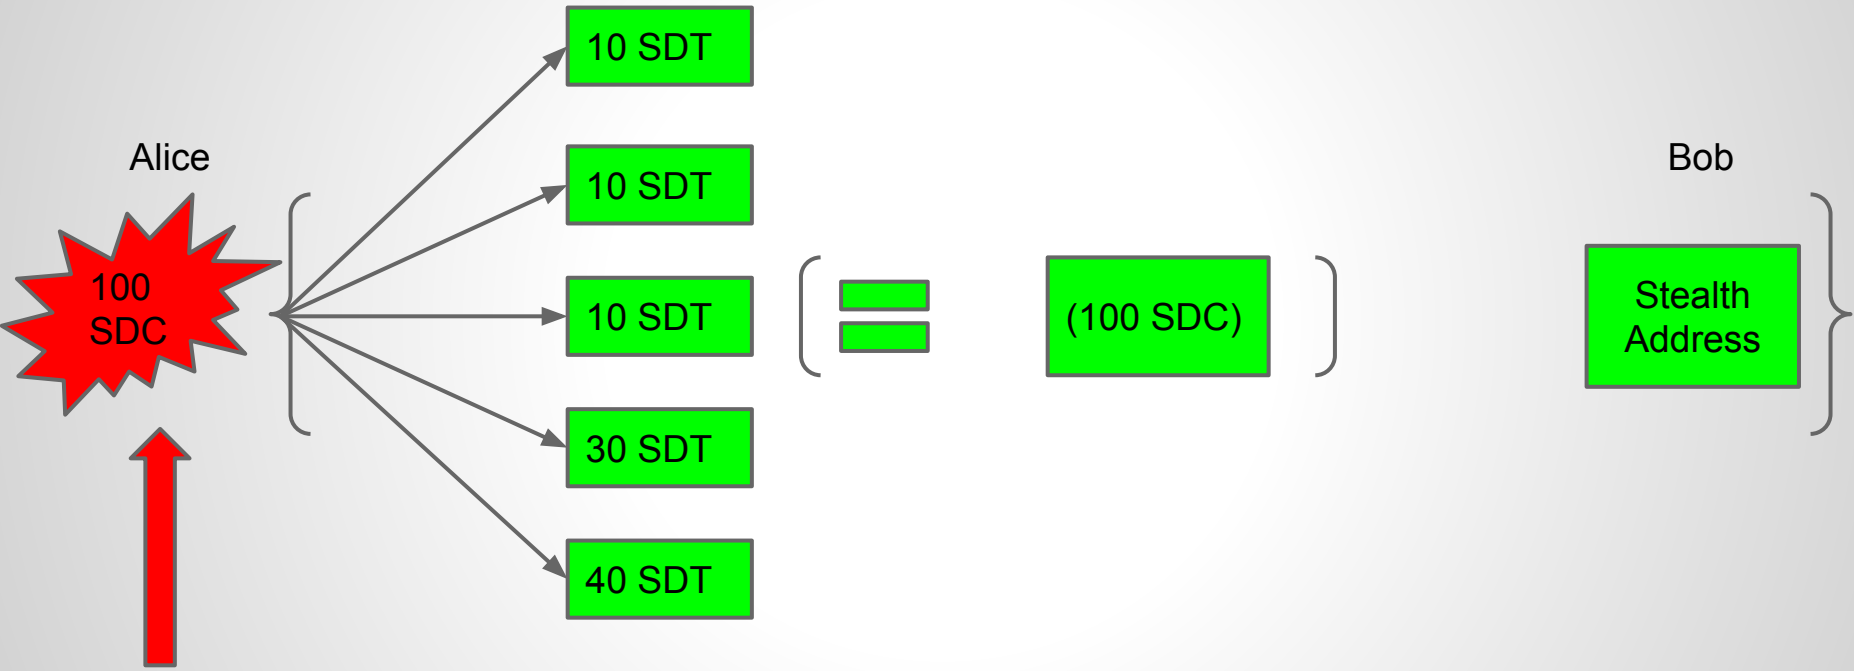 Alice
100
SDC
10 SDT
10 SDT
10 SDT
30 SDT
40 SDT
(100 SDC)
Bob
Stealth
Address